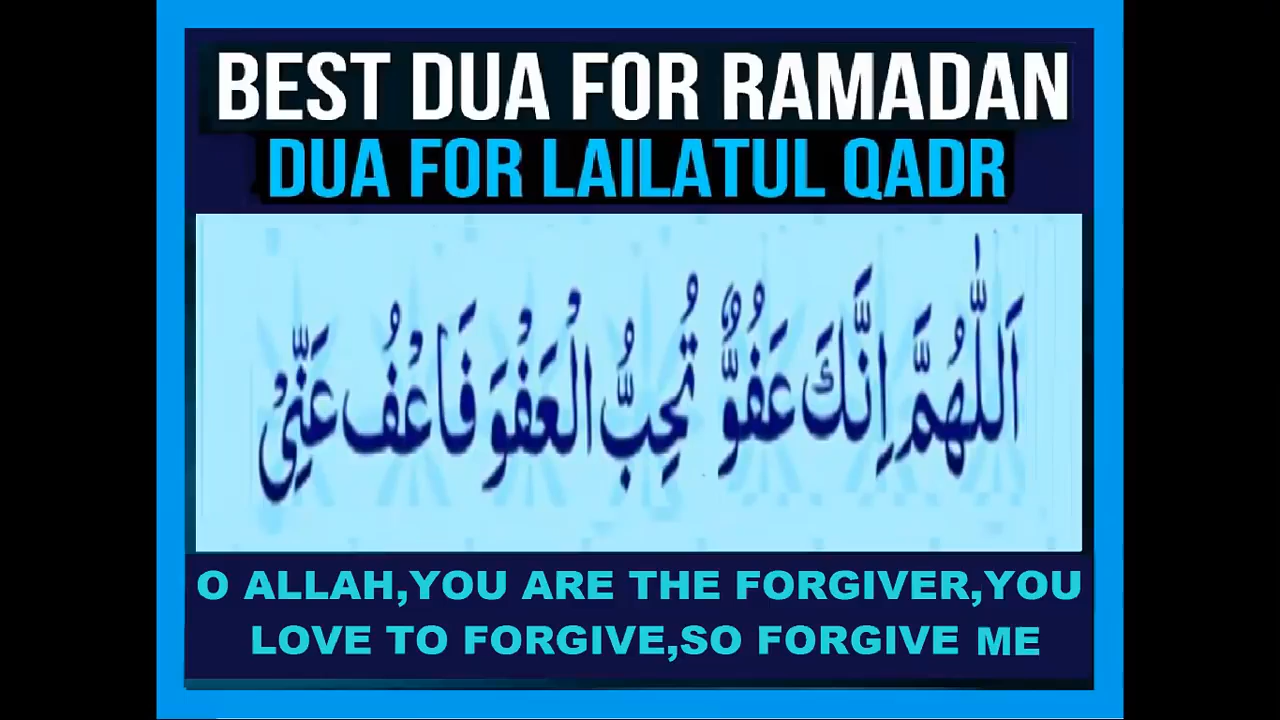 BEST DUA FOR RAMADAN
DUA FOR LAILATUL QADR
اَللّٰهُمَّ اِنَّكَ عَفُوٌّ تُحِبُّ الْعَفْوَ فَاعْفُ عَنِّيْ
O ALLAH,YOU ARE THE FORGIVER,YOU
LOVE TO FORGIVE,SO FORGIVE ME